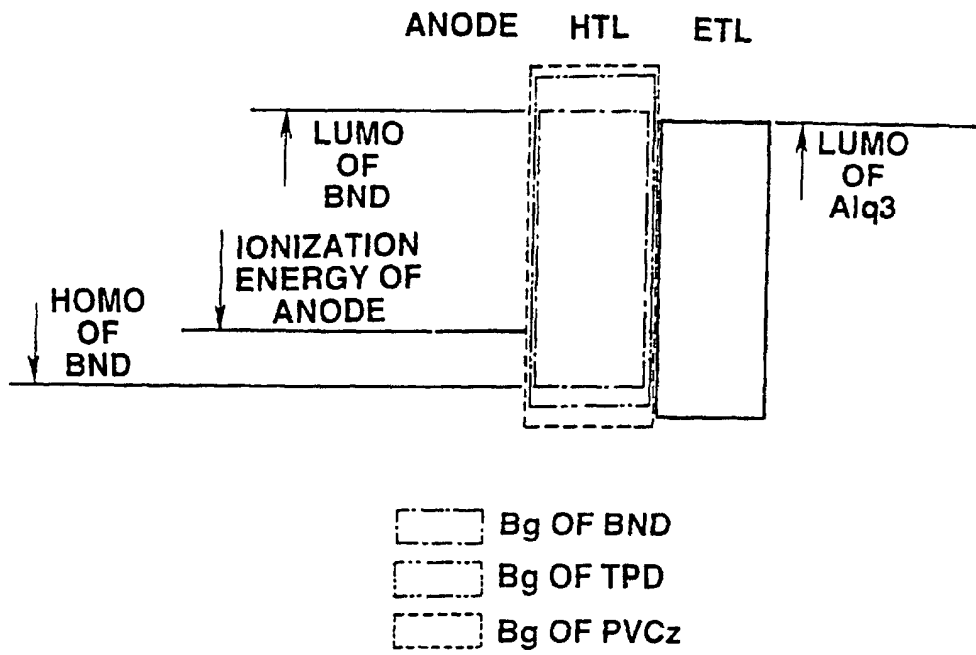 ANODE HTL ETL
LUMO
OF
BND
LUMO
OF
Alq3
IONIZATION
ENERGY OF
ANODE
HOMO
OF
BND
Bg OF BND
Bg OF TPD
Bg OF PVCz